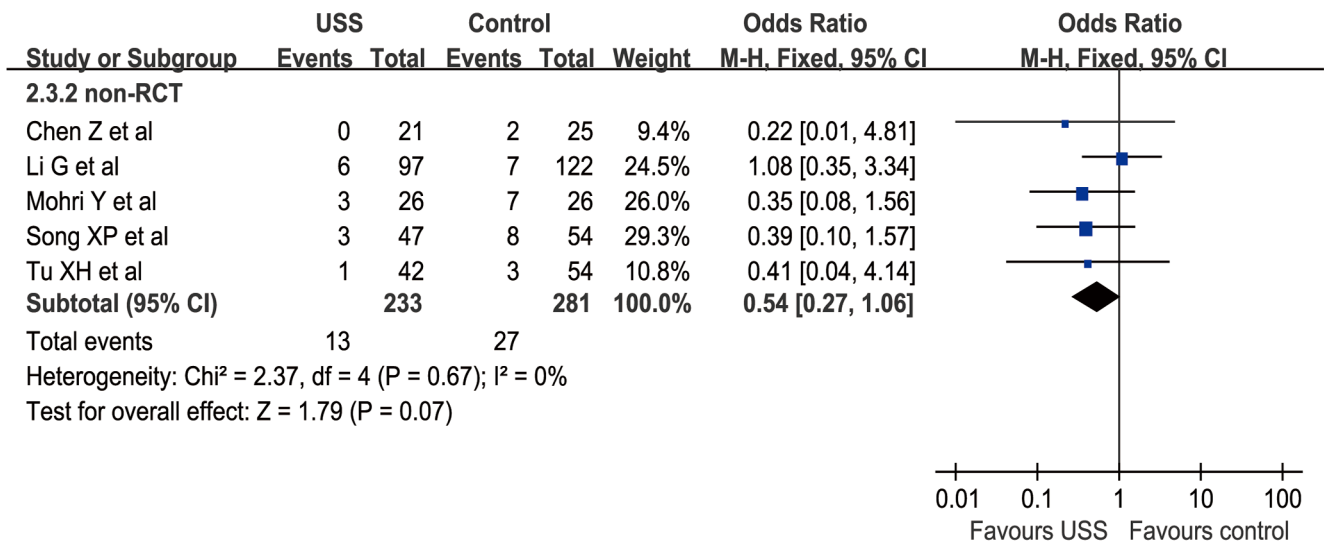 USS Control Odds Ratio Odds Ratio
Study or Subgroup Events Total Events Total Weight M-H, Fixed, 95% CI M-H, Fixed, 95% CI
2.3.2 non-RCT
Chen Z et al 0 21 2 25 9.4% 0.22 [0.01, 4.81]
Li G et al 6 97 7 122 24.5% 1.08 [0.35, 3.34]
Mohri Y et al 3 26 7 26 26.0% 0.35 [0.08, 1.56]
Song XP et al 3 47 8 54 29.3% 0.39 [0.10, 1.57]
Tu XH et al 1 42 3 54 10.8% 0.41 [0.04, 4.14]
Subtotal (95% CI) 233 281 100.0% 0.54 [0.27, 1.06]
Total events 13 27
Heterogeneity: Chi² = 2.37, df = 4 (P = 0.67); I² = 0%
Test for overall effect: Z = 1.79 (P = 0.07)
0.01 0.1 1 10 100
Favours USS Favours control